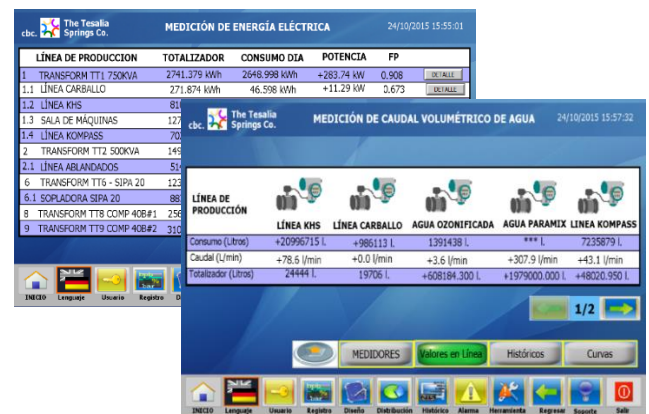 cbc. The Tesalia Springs Co.
MEDICIÓN DE ENERGÍA ELÉCTRICA
24/10/2015 15:55:01
LÍNEA DE PRODUCCION TOTALIZADOR CONSUMO DIA POTENCIA FP
1 TRANSFORM TT1 750KVA 2741.379 kWh 2648.998 kWh +283.74 kW 0.908 DETALLE
1.1 LÍNEA CARBALLO 271.874 kWh 46.598 kWh +11.29 kW 0.673 DETALLE
1.2 LÍNEA KHS
1.3 SALA DE MÁQUINAS 127
1.4 LÍNEA KOMPASS
2 TRANSFORM TT2 500KVA 149
2.1 LÍNEA ABLANDADOS 51
6 TRANSFORM TT6 - SIPA 20 123
6.1 SOPLADORA SIPA 20 88
8 TRANSFORM TT8 COMP 40B#1 256
9 TRANSFORM TT9 COMP 40B#2 310
INICIO Lenguaje Usuario Registro
cbc. The Tesalia Springs Co.
MEDICIÓN DE CAUDAL VOLUMÉTRICO DE AGUA
24/10/2015 15:57:32
LÍNEA DE PRODUCCIÓN
LÍNEA KHS LÍNEA CARBALLO AGUA OZONIFICADA AGUA PARAMIX LINEA KOMPASS
Consumo (Litros) +20996715 l. +986113 l. 1391438 l. *** l. 7235879 l.
Caudal (L/min) +78.6 l/min +0.0 l/min +3.6 l/min +307.9 l/min +43.1 l/min
Totalizador (Litros) 24444 l. 19706 l. +608184.300 l. +1979000.000 l. +48020.950 l.
1/2
MEDIDORES Valores en Línea Históricos Curvas
INICIO Lenguaje Usuario Registro Diseño Distribución Histórico Alarma Herramienta Regresar Soporte Salir